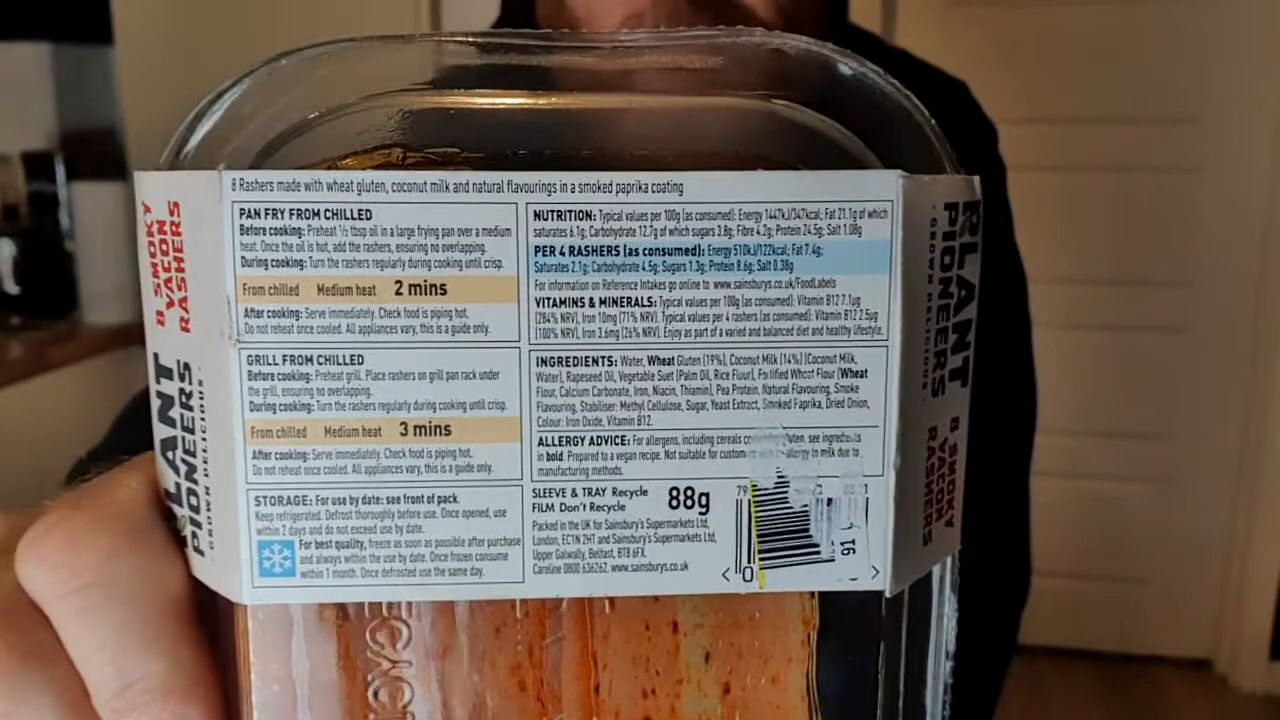 8 SMOKY
VACON
RASHERS
PLANT
PIONEERS
· GROWN DELICIOUS ·
8 Rashers made with wheat gluten, coconut milk and natural flavourings in a smoked paprika coating
PAN FRY FROM CHILLED
Before cooking: Preheat ½ tbsp oil in a large frying pan over a medium
heat. Once the oil is hot, add the rashers, ensuring no overlapping.
During cooking: Turn the rashers regularly during cooking until crisp.
From chilled Medium heat 2 mins
After cooking: Serve immediately. Check food is piping hot.
Do not reheat once cooled. All appliances vary, this is a guide only.
GRILL FROM CHILLED
Before cooking: Preheat grill. Place rashers on grill pan rack under
the grill, ensuring no overlapping.
During cooking: Turn the rashers regularly during cooking until crisp.
From chilled Medium heat 3 mins
After cooking: Serve immediately. Check food is piping hot.
Do not reheat once cooled. All appliances vary, this is a guide only.
STORAGE: For use by date: see front of pack.
Keep refrigerated. Defrost thoroughly before use. Once opened, use
within 2 days and do not exceed use by date.
For best quality, freeze as soon as possible after purchase
and always within the use by date. Once frozen consume
within 1 month. Once defrosted use the same day.
NUTRITION: Typical values per 100g (as consumed): Energy 1447kJ/347kcal; Fat 21.1g of which
saturates 6.1g; Carbohydrate 12.7g of which sugars 3.8g; Fibre 4.2g; Protein 24.5g; Salt 1.08g
PER 4 RASHERS (as consumed): Energy 510kJ/122kcal; Fat 7.4g;
Saturates 2.1g; Carbohydrate 4.5g; Sugars 1.3g; Protein 8.6g; Salt 0.38g
For information on Reference Intakes go online to www.sainsburys.co.uk/FoodLabels
VITAMINS & MINERALS: Typical values per 100g (as consumed): Vitamin B12 7.1µg
(284% NRV), Iron 10mg (71% NRV). Typical values per 4 rashers (as consumed): Vitamin B12 2.5µg
(100% NRV), Iron 3.6mg (26% NRV). Enjoy as part of a varied and balanced diet and healthy lifestyle.
INGREDIENTS: Water, Wheat Gluten (19%), Coconut Milk (14%) (Coconut Milk,
Water), Rapeseed Oil, Vegetable Suet (Palm Oil, Rice Flour), Fortified Wheat Flour (Wheat
Flour, Calcium Carbonate, Iron, Niacin, Thiamin), Pea Protein, Natural Flavouring, Smoke
Flavouring, Stabiliser: Methyl Cellulose, Sugar, Yeast Extract, Smoked Paprika, Dried Onion,
Colour: Iron Oxide, Vitamin B12.
ALLERGY ADVICE: For allergens, including cereals gluten, see ingredients
in bold. Prepared to a vegan recipe. Not suitable for allergy to milk due to
manufacturing methods.
SLEEVE & TRAY Recycle
FILM Don't Recycle
88g
Packed in the UK for Sainsbury's Supermarkets Ltd,
London, EC1N 2HT and Sainsbury's Supermarkets Ltd,
Upper Galwally, Belfast, BT8 6FX.
Careline 0800 636262. www.sainsburys.co.uk
79
91
< 0 >
PLANT
PIONEERS
· GROWN DELICIOUS ·
8 SMOKY
VACON
RASHERS